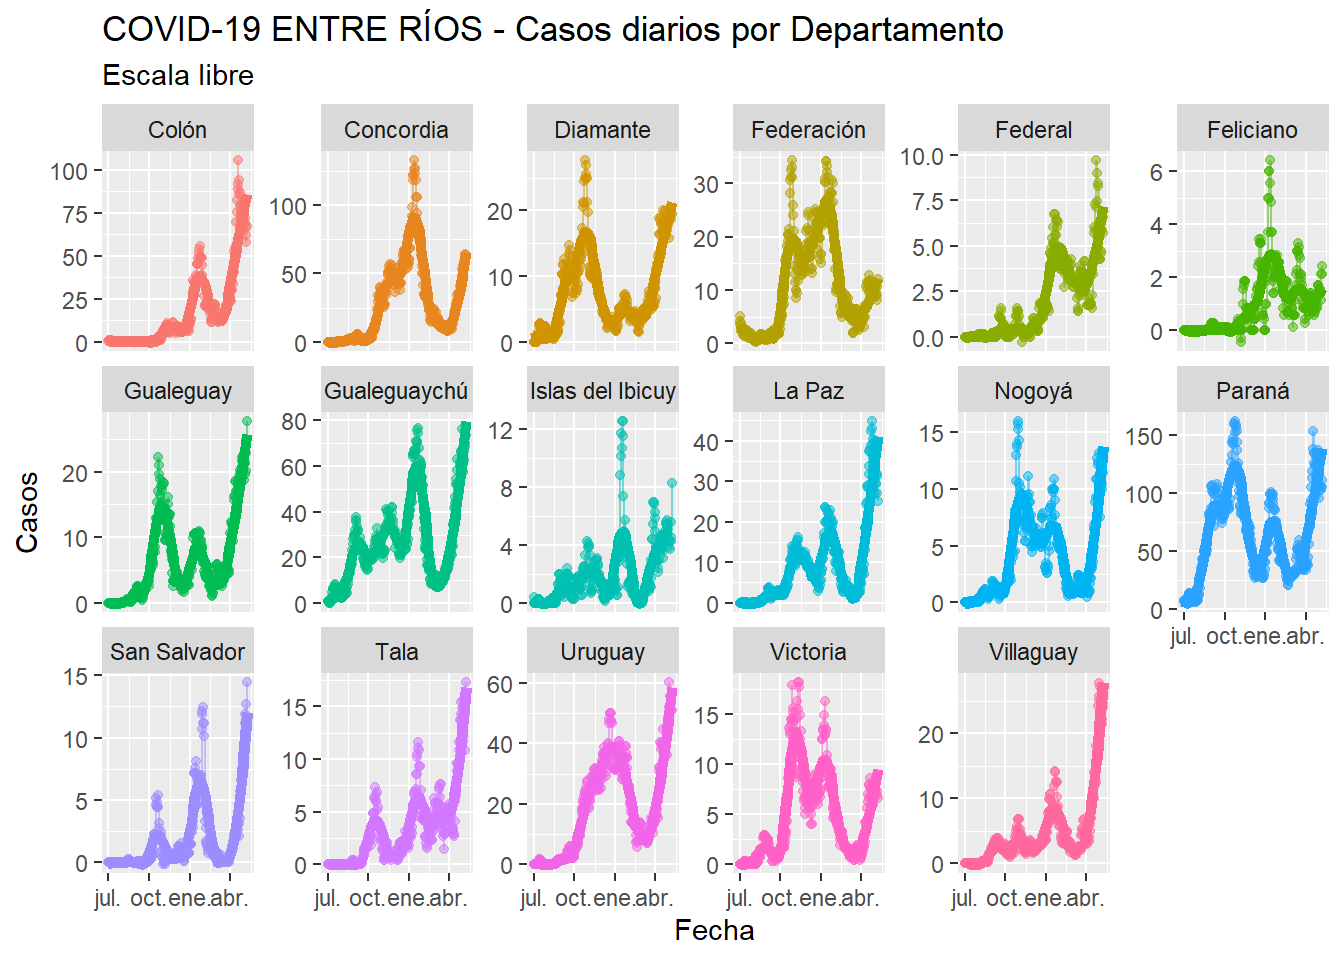 COVID-19 ENTRE RÍOS - Casos diarios por Departamento
Escala libre
Colón
Concordia
Diamante
Federación
Federal
Feliciano
100
75
50
25
0
100
50
0
20
10
0
30
20
10
0
10.0
7.5
5.0
2.5
0.0
6
4
2
0
Gualeguay
Gualeguaychú
Islas del Ibicuy
La Paz
Nogoyá
Paraná
20
10
0
80
60
40
20
0
12
8
4
0
40
30
20
10
0
15
10
5
0
150
100
50
0
jul. oct. ene. abr.
San Salvador
Tala
Uruguay
Victoria
Villaguay
15
10
5
0
15
10
5
0
60
40
20
0
15
10
5
0
20
10
0
jul. oct. ene. abr.
jul. oct. ene. abr.
jul. oct. ene. abr.
jul. oct. ene. abr.
jul. oct. ene. abr.
Casos
Fecha